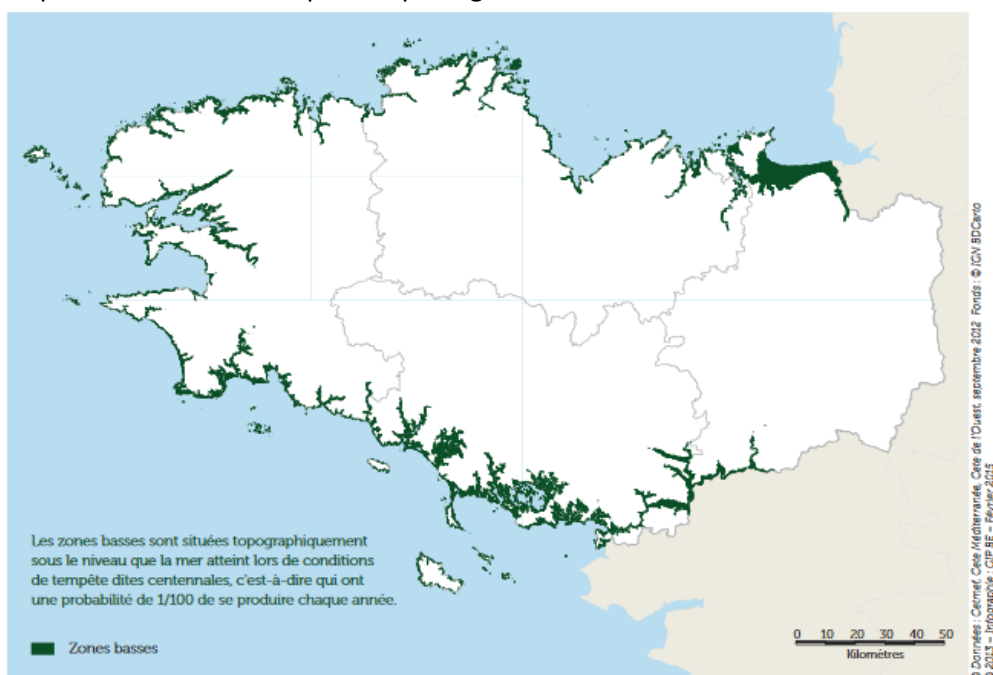 Les zones basses sont situées topographiquement
sous le niveau que la mer atteint lors de conditions
de tempête dites centennales, c'est-à-dire qui ont
une probabilité de 1/100 de se produire chaque année.
Zones basses
0 10 20 30 40 50
Kilomètres
© Données : Cetmef, Cete Méditerranée, Cete de l'Ouest, septembre 2012 Fonds : © IGN BDCarto
© 2013 – Infographie : GIP BE – Février 2015